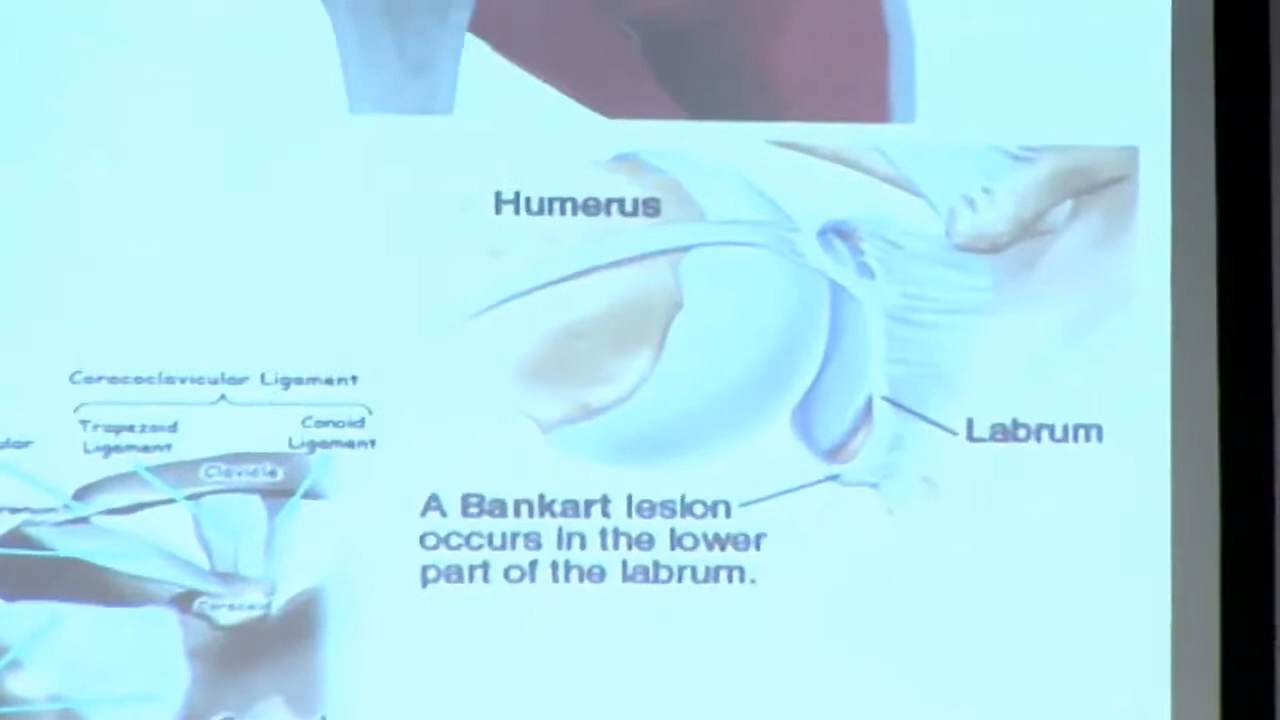 Humerus
Coracoclavicular Ligament
Trapezoid
Ligament
Conoid
Ligament
Clavicle
Labrum
A Bankart lesion
occurs in the lower
part of the labrum.
Coracoid